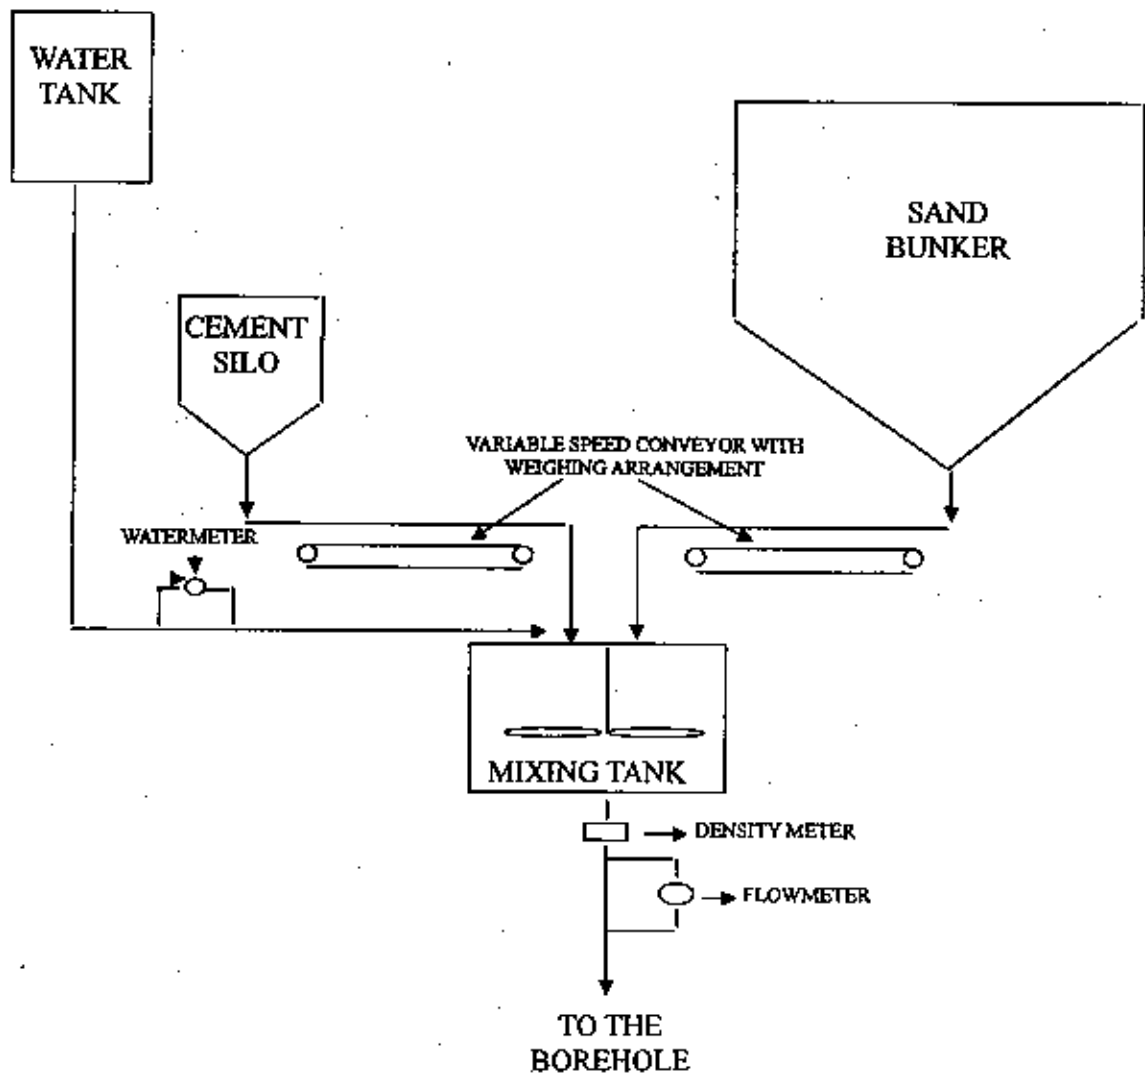 WATER
TANK
SAND
BUNKER
CEMENT
SILO
VARIABLE SPEED CONVEYOR WITH
WEIGHING ARRANGEMENT
WATERMETER
MIXING TANK
DENSITY METER
FLOWMETER
TO THE
BOREHOLE